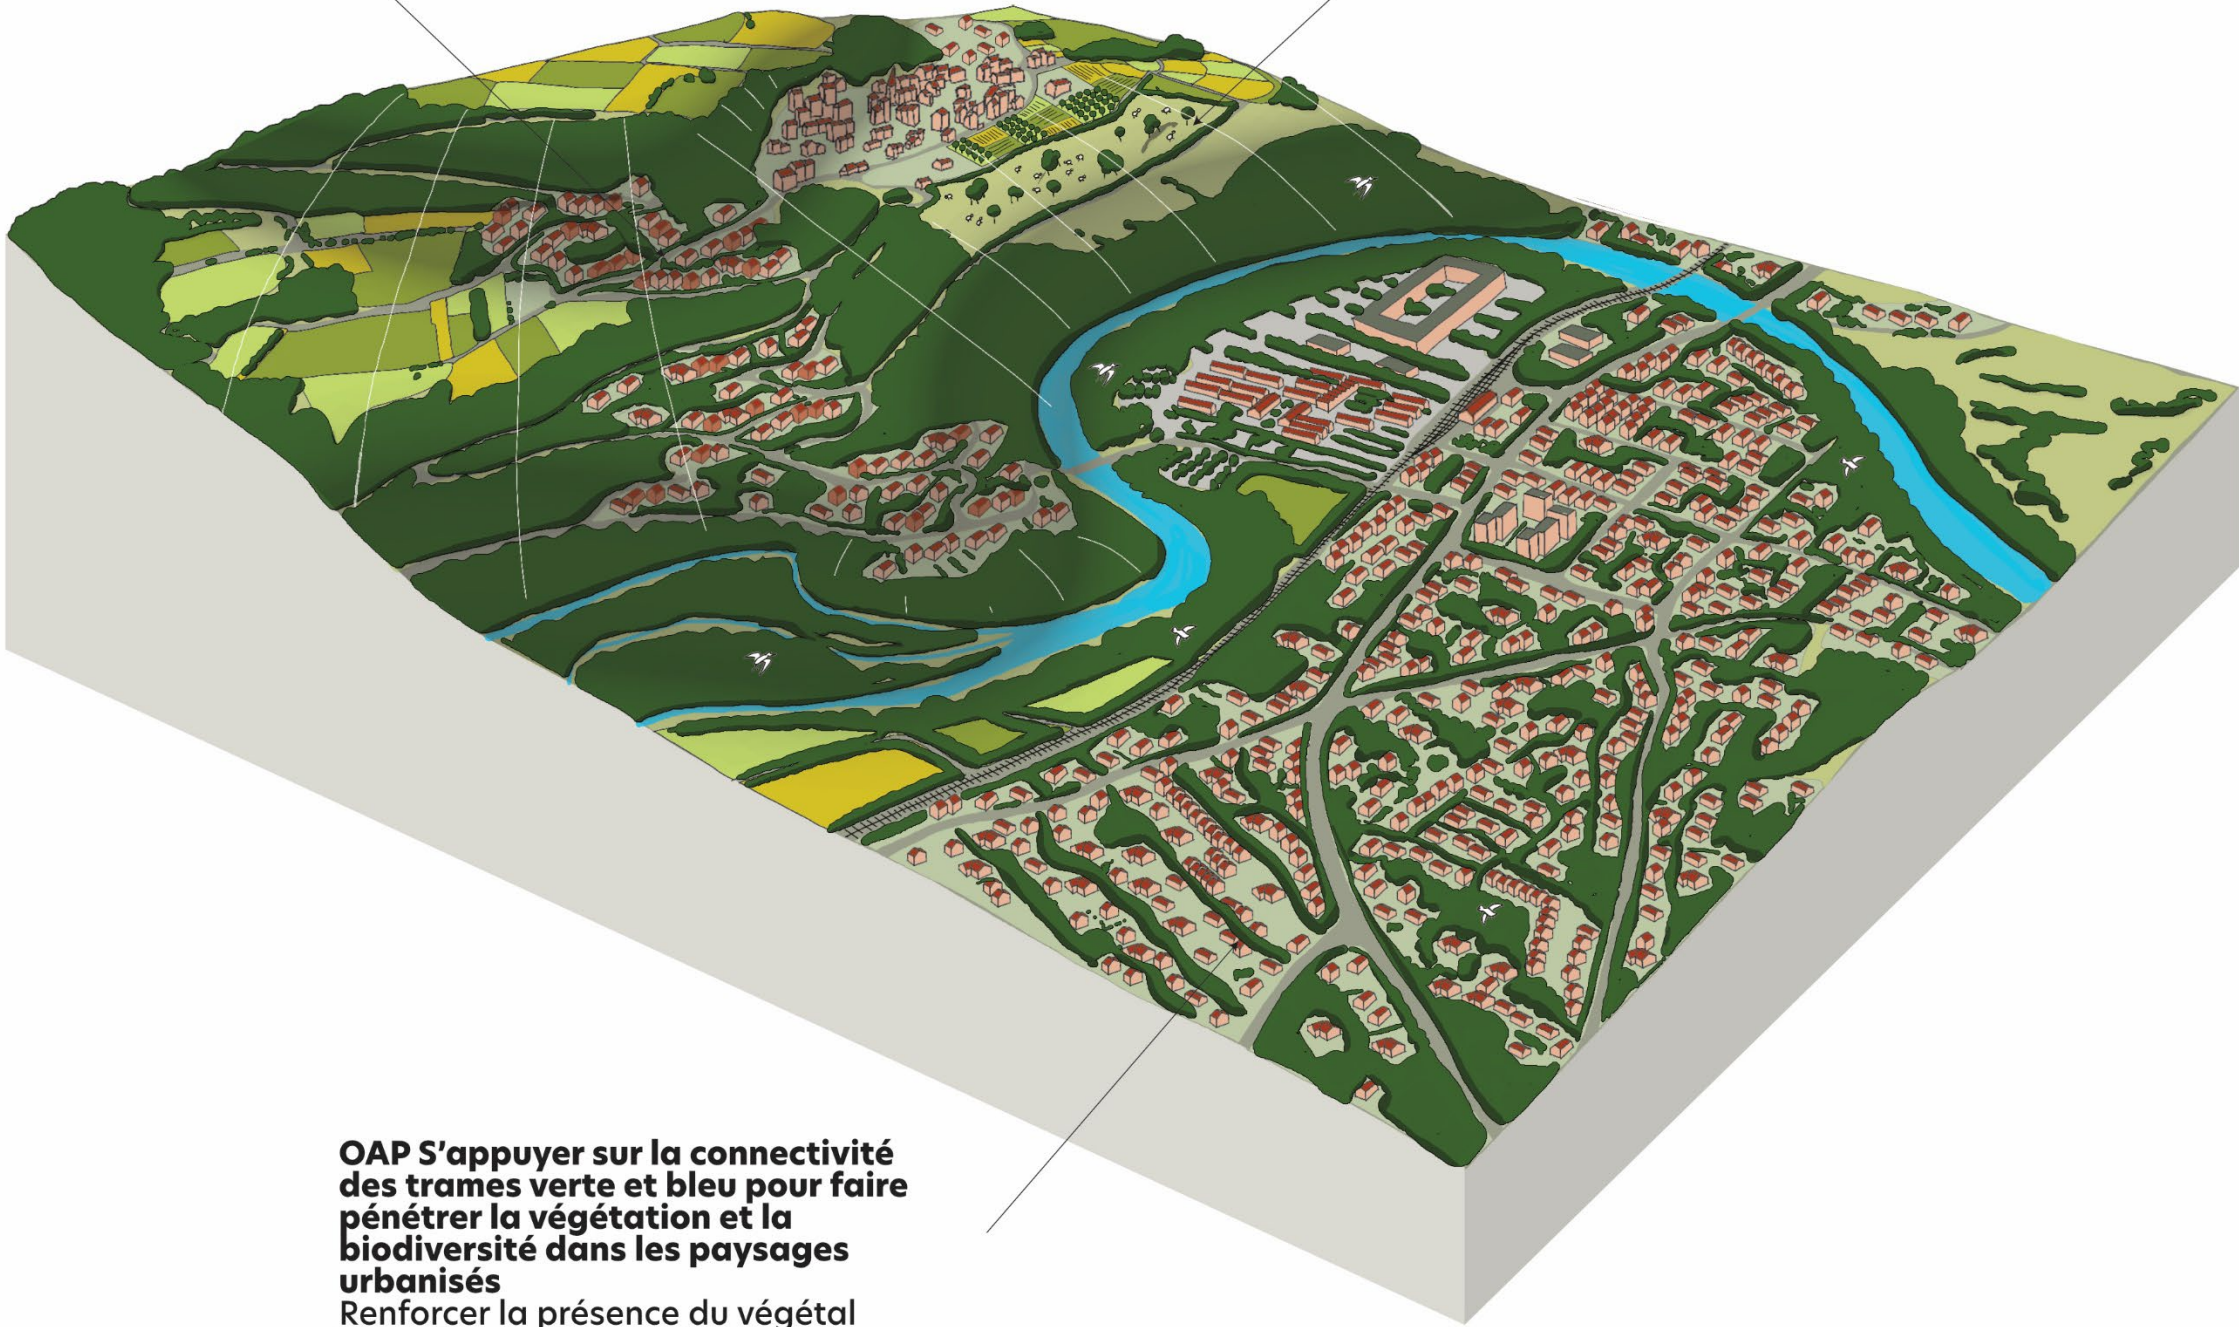 OAP S'appuyer sur la connectivité
des trames verte et bleu pour faire
pénétrer la végétation et la
biodiversité dans les paysages
urbanisés
Renforcer la présence du végétal